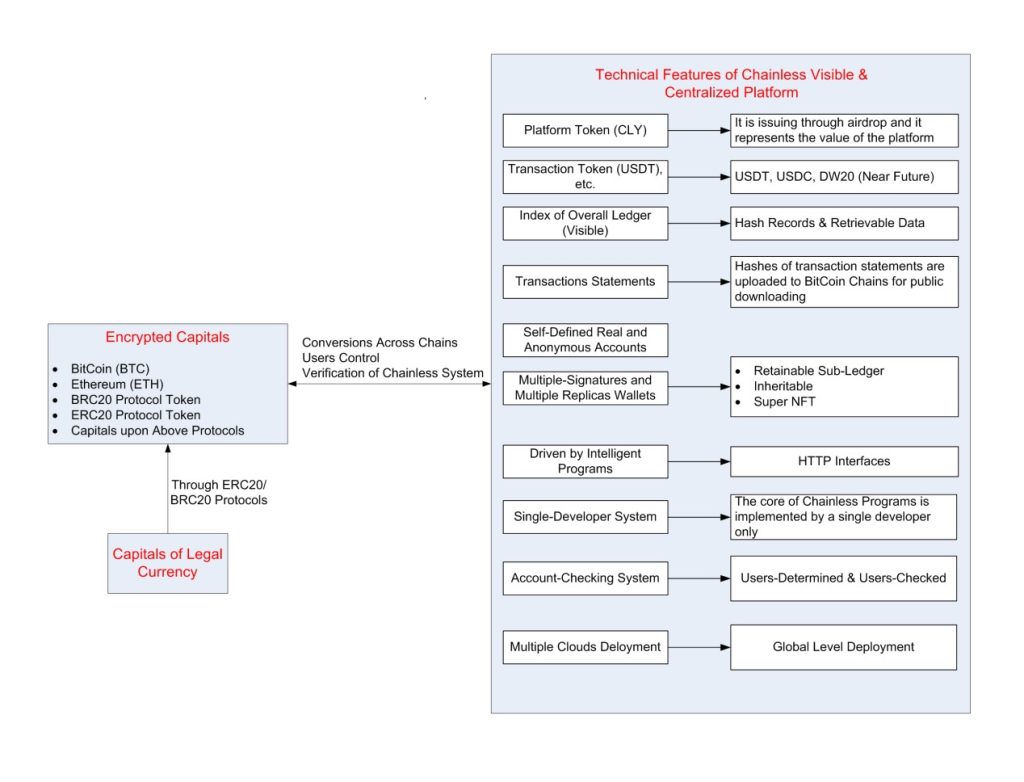 Technical Features of Chainless Visible &
Centralized Platform
Platform Token (CLY)
It is issuing through airdrop and it
represents the value of the platform
Transaction Token (USDT),
etc.
USDT, USDC, DW20 (Near Future)
Index of Overall Ledger
(Visible)
Hash Records & Retrievable Data
Transactions Statements
Hashes of transaction statements are
uploaded to BitCoin Chains for public
downloading
Self-Defined Real and
Anonymous Accounts
Multiple-Signatures and
Multiple Replicas Wallets
• Retainable Sub-Ledger
• Inheritable
• Super NFT
Driven by Intelligent
Programs
HTTP Interfaces
Single-Developer System
The core of Chainless Programs is
implemented by a single developer
only
Account-Checking System
Users-Determined & Users-Checked
Multiple Clouds Deloyment
Global Level Deployment
Encrypted Capitals
• BitCoin (BTC)
• Ethereum (ETH)
• BRC20 Protocol Token
• ERC20 Protocol Token
• Capitals upon Above Protocols
Conversions Across Chains
Users Control
Verification of Chainless System
Through ERC20/
BRC20 Protocols
Capitals of Legal
Currency